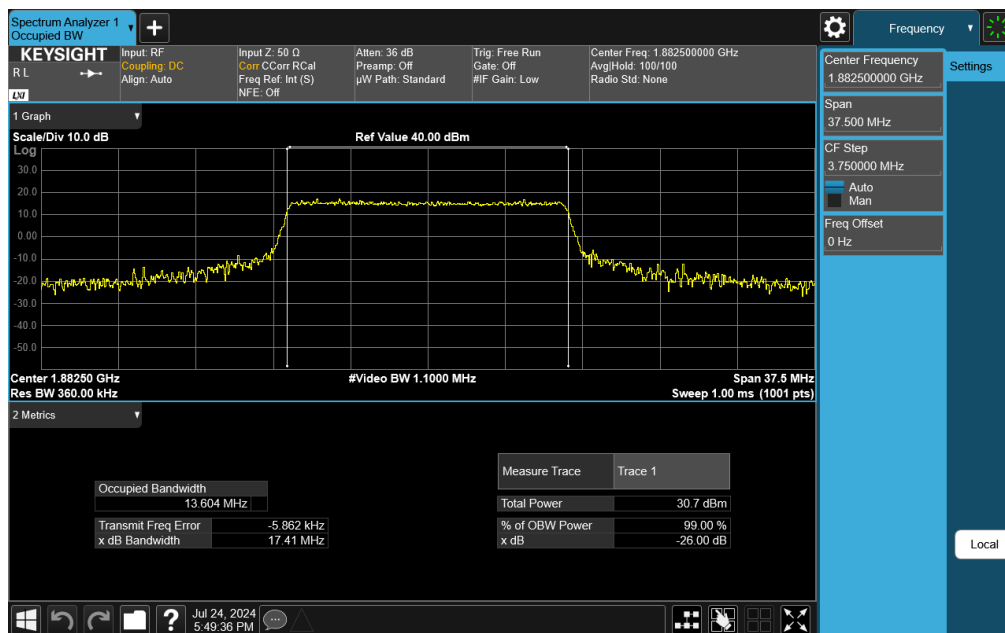 Spectrum Analyzer 1
Occupied BW
Frequency
KEYSIGHT
R L
LXI
Input: RF
Coupling: DC
Align: Auto
Input Z: 50 Ω
Corr CCorr RCal
Freq Ref: Int (S)
NFE: Off
Atten: 36 dB
Preamp: Off
µW Path: Standard
Trig: Free Run
Gate: Off
#IF Gain: Low
Center Freq: 1.882500000 GHz
Avg|Hold: 100/100
Radio Std: None
Center Frequency
1.882500000 GHz
Settings
Span
37.500 MHz
CF Step
3.750000 MHz
Auto
Man
Freq Offset
0 Hz
Local
1 Graph
Scale/Div 10.0 dB
Ref Value 40.00 dBm
Log
30.0
20.0
10.0
0.00
-10.0
-20.0
-30.0
-40.0
-50.0
Center 1.88250 GHz
#Video BW 1.1000 MHz
Span 37.5 MHz
Res BW 360.00 kHz
Sweep 1.00 ms (1001 pts)
2 Metrics
Measure Trace Trace 1
Occupied Bandwidth
13.604 MHz
Total Power 30.7 dBm
Transmit Freq Error -5.862 kHz
% of OBW Power 99.00 %
x dB Bandwidth 17.41 MHz
x dB -26.00 dB
Jul 24, 2024
5:49:36 PM